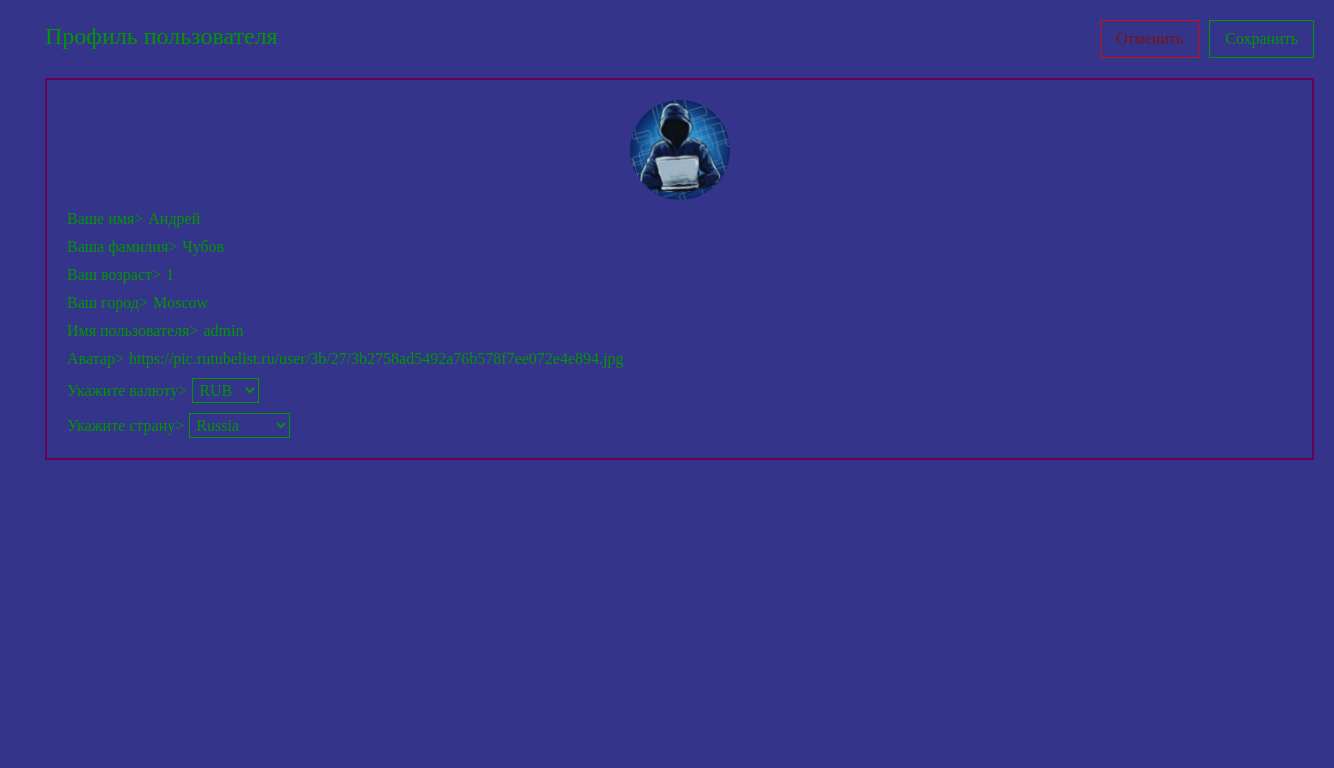 Профиль пользователя
Отменить
Сохранить
Ваше имя> Андрей
Ваша фамилия> Чубов
Ваш возраст> 1
Ваш город> Moscow
Имя пользователя> admin
Аватар> https://pic.rutubelist.ru/user/3b/27/3b2758ad5492a76b578f7ee072e4e894.jpg
Укажите валюту> RUB
Укажите страну> Russia